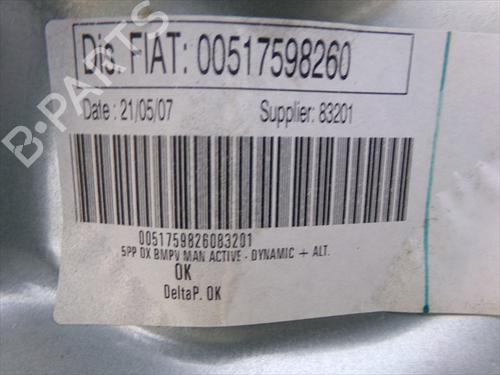 Dis. FIAT: 00517598260
Date : 21/05/07 Supplier: 83201
0051759826083201
5PP DX BMPV MAN ACTIVE - DYNAMIC + ALT.
OK
DeltaP. OK
B-PARTS